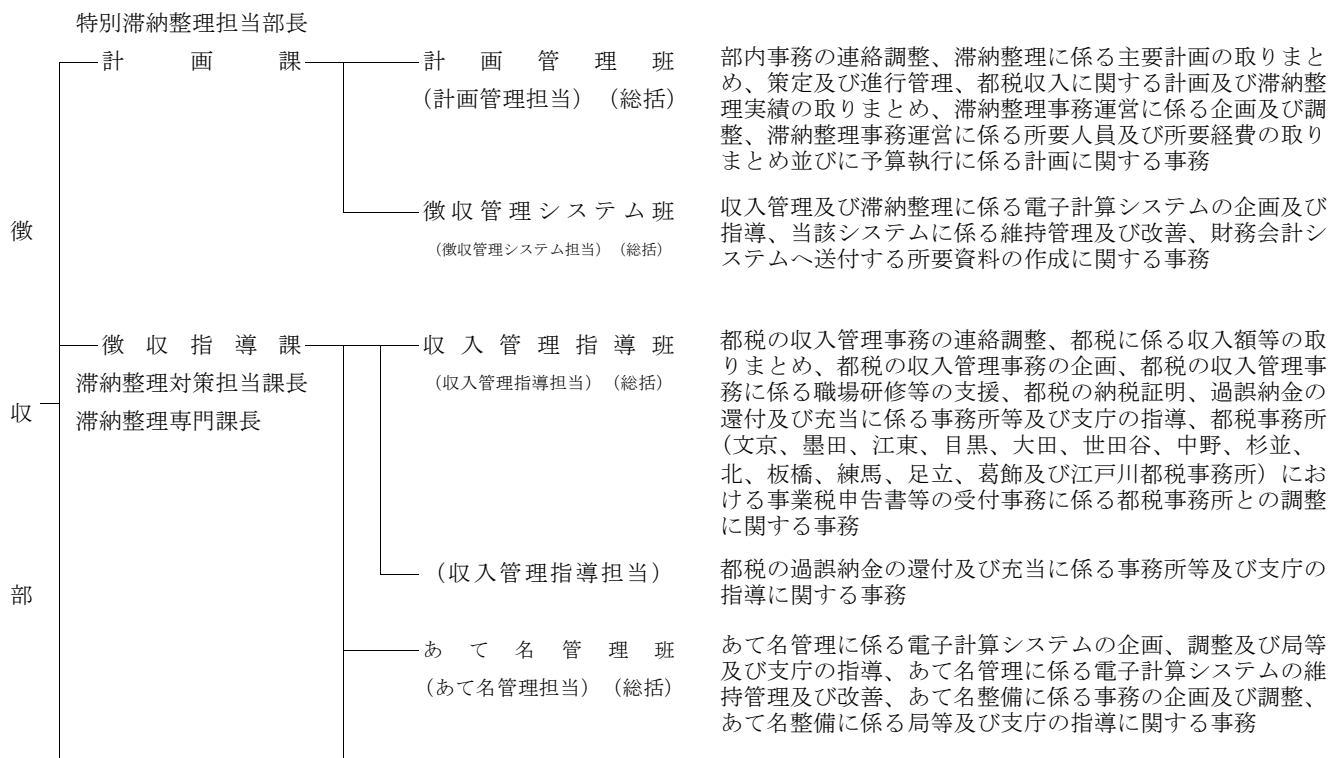 特別滞納整理担当部長
計画課
計画管理班
(計画管理担当)(総括)
部内事務の連絡調整、滞納整理に係る主要計画の取りまと
め、策定及び進行管理、都税収入に関する計画及び滞納整
理実績の取りまとめ、滞納整理事務運営に係る企画及び調
整、滞納整理事務運営に係る所要人員及び所要経費の取り
まとめ並びに予算執行に係る計画に関する事務
徴収管理システム班
(徴収管理システム担当)(総括)
収入管理及び滞納整理に係る電子計算システムの企画及び
指導、当該システムに係る維持管理及び改善、財務会計シ
ステムへ送付する所要資料の作成に関する事務
徴
収
部
徴収指導課
滞納整理対策担当課長
滞納整理専門課長
収入管理指導班
(収入管理指導担当)(総括)
都税の収入管理事務の連絡調整、都税に係る収入額等の取
りまとめ、都税の収入管理事務の企画、都税の収入管理事
務に係る職場研修等の支援、都税の納税証明、過誤納金の
還付及び充当に係る事務所等及び支庁の指導、都税事務所
(文京、墨田、江東、目黒、大田、世田谷、中野、杉並、
北、板橋、練馬、足立、葛飾及び江戸川都税事務所)にお
ける事業税申告書等の受付事務に係る都税事務所との調整
に関する事務
(収入管理指導担当)
都税の過誤納金の還付及び充当に係る事務所等及び支庁の
指導に関する事務
あて名管理班
(あて名管理担当)(総括)
あて名管理に係る電子計算システムの企画、調整及び局等
及び支庁の指導、あて名管理に係る電子計算システムの維
持管理及び改善、あて名整備に係る事務の企画及び調整、
あて名整備に係る局等及び支庁の指導に関する事務